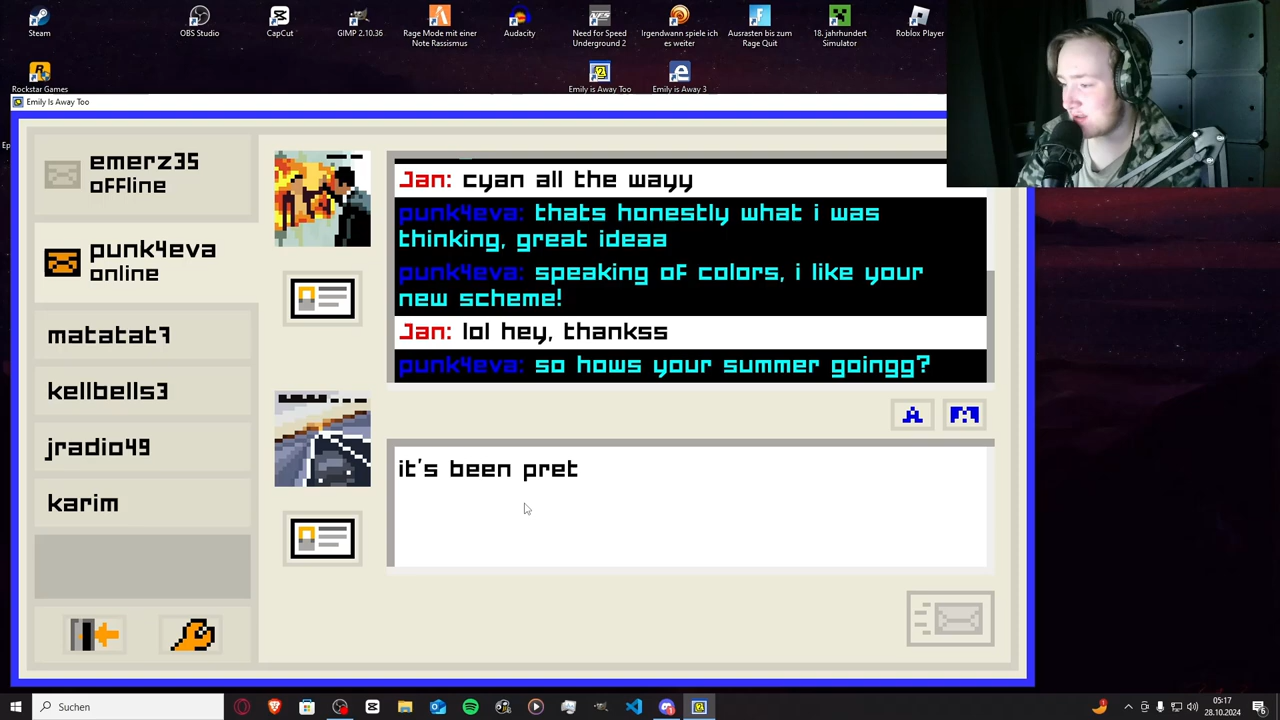 Steam
OBS Studio
CapCut
GIMP 2.10.36
Rage Mode mit einer
Note Rassismus
Audacity
Need for Speed
Underground 2
Irgendwann spiele ich
es weiter
Ausrasten bis zum
Rage Quit
18. jahrhundert
Simulator
Roblox Player
Rockstar Games
Emily is Away Too
Emily is Away 3
Emily Is Away Too
emerz35
offline
punk4eva
online
matatat7
kellbells3
jradio49
karim
Jan: cyan all the wayy
punk4eva: thats honestly what i was
thinking, great ideaa
punk4eva: speaking of colors, i like your
new scheme!
Jan: lol hey, thankss
punk4eva: so hows your summer goingg?
A M
it's been pret
Suchen
05:17
28.10.2024